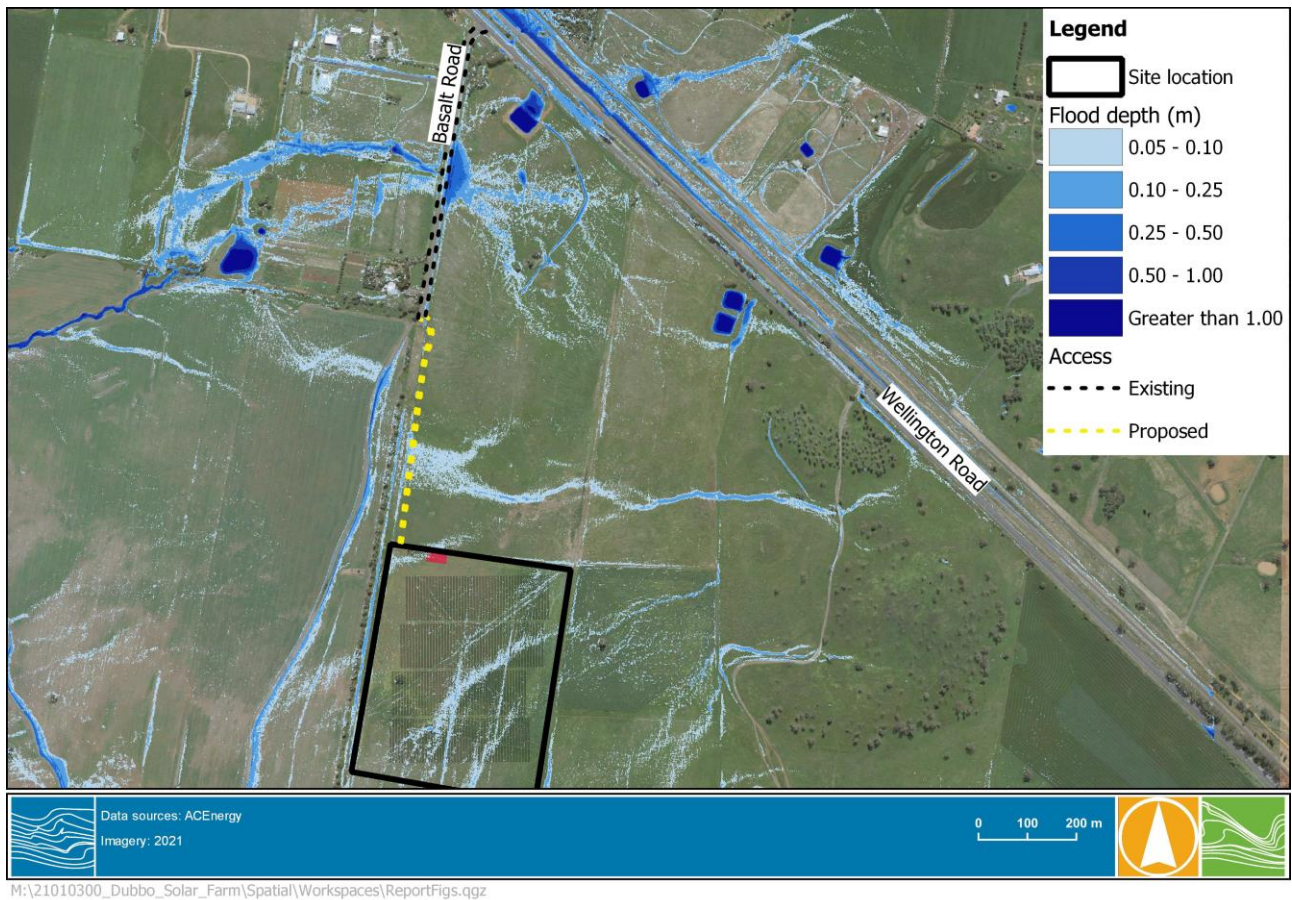 Basalt Road
Wellington Road
Legend
Site location
Flood depth (m)
0.05 - 0.10
0.10 - 0.25
0.25 - 0.50
0.50 - 1.00
Greater than 1.00
Access
Existing
Proposed
Data sources: ACEnergy
Imagery: 2021
0 100 200 m
M:\21010300_Dubbo_Solar_Farm\Spatial\Workspaces\ReportFigs.qgz